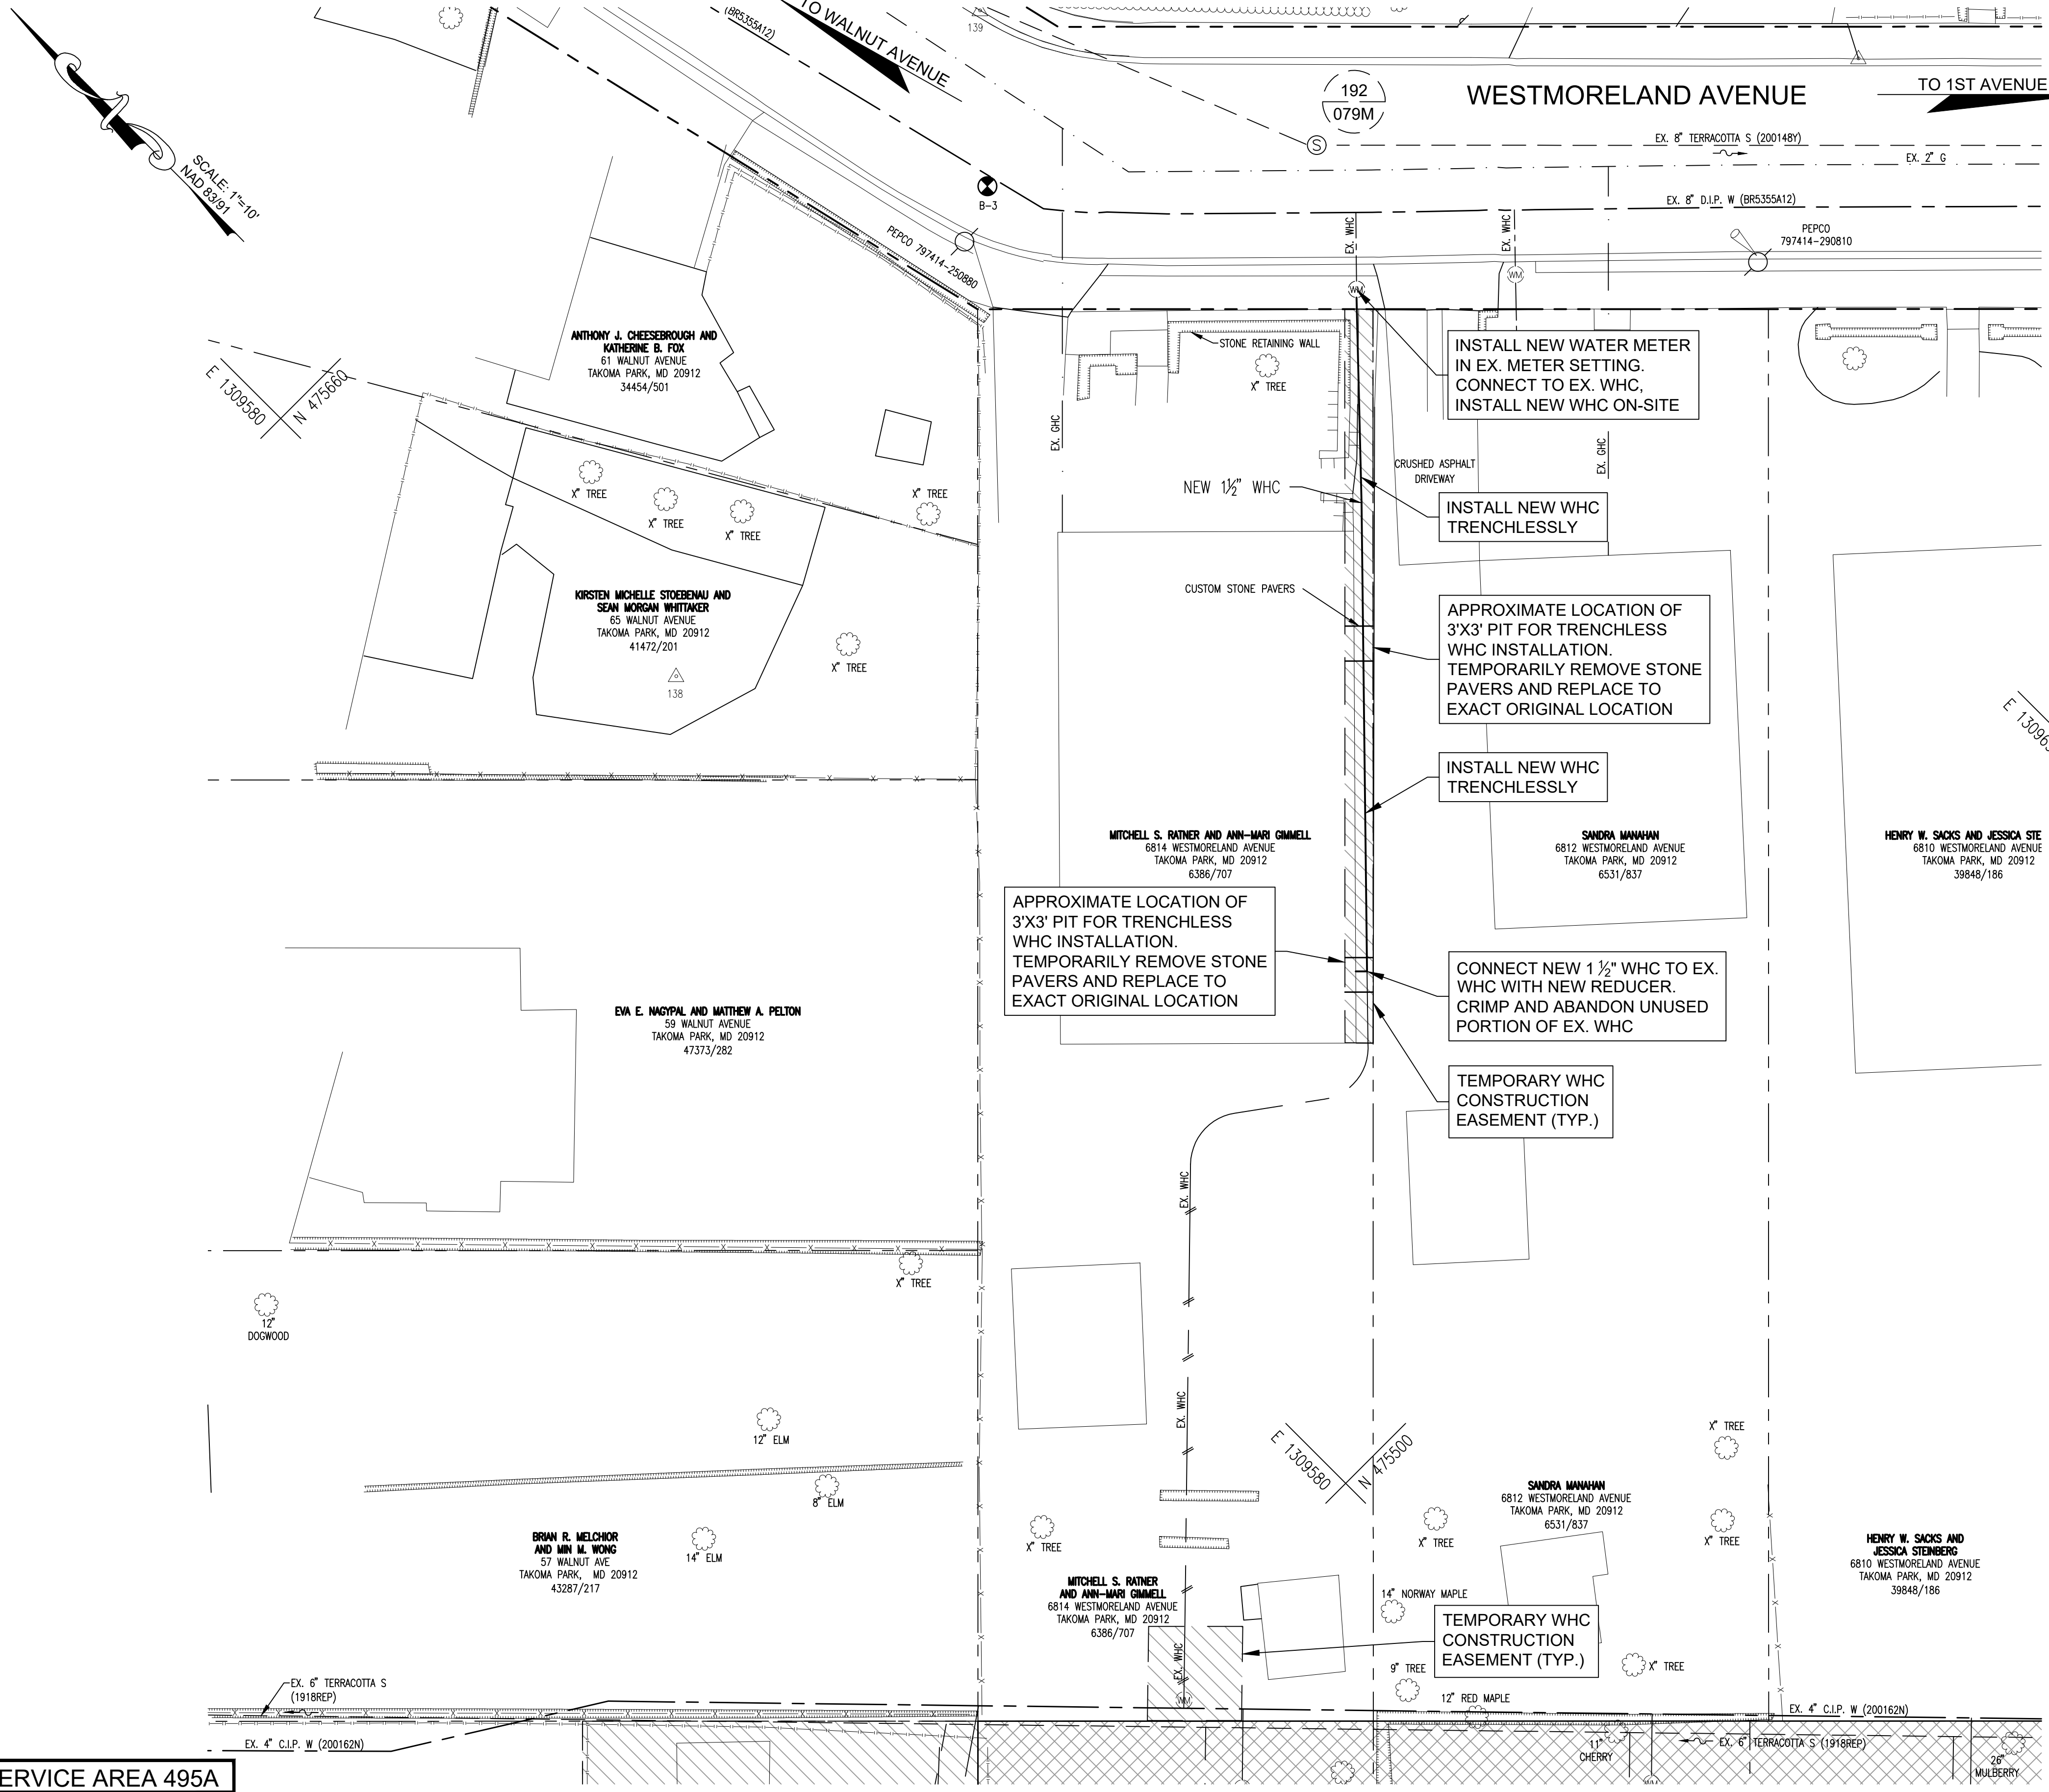 TO WALNUT AVENUE
(BR5355A12)
139
192
079M
WESTMORELAND AVENUE
TO 1ST AVENUE
SCALE: 1"=10'
NAD 83/91
S
EX. 8" TERRACOTTA S (200148Y)
EX. 2" G
B-3
EX. 8" D.I.P. W (BR5355A12)
EX. WHC
EX. WHC
PEPCO
797414-290810
PEPCO 797414-250880
WM
WM
E 1309580
N 475660
ANTHONY J. CHEESEBROUGH AND
KATHERINE B. FOX
61 WALNUT AVENUE
TAKOMA PARK, MD 20912
34454/501
STONE RETAINING WALL
X" TREE
INSTALL NEW WATER METER
IN EX. METER SETTING.
CONNECT TO EX. WHC,
INSTALL NEW WHC ON-SITE
EX. GHC
EX. GHC
CRUSHED ASPHALT
DRIVEWAY
NEW 1½" WHC
INSTALL NEW WHC
TRENCHLESSLY
X" TREE
X" TREE
X" TREE
X" TREE
KIRSTEN MICHELLE STOEBENAU AND
SEAN MORGAN WHITTAKER
65 WALNUT AVENUE
TAKOMA PARK, MD 20912
41472/201
138
X" TREE
CUSTOM STONE PAVERS
APPROXIMATE LOCATION OF
3'X3' PIT FOR TRENCHLESS
WHC INSTALLATION.
TEMPORARILY REMOVE STONE
PAVERS AND REPLACE TO
EXACT ORIGINAL LOCATION
INSTALL NEW WHC
TRENCHLESSLY
MITCHELL S. RATNER AND ANN-MARI GIMMELL
6814 WESTMORELAND AVENUE
TAKOMA PARK, MD 20912
6386/707
SANDRA MANAHAN
6812 WESTMORELAND AVENUE
TAKOMA PARK, MD 20912
6531/837
HENRY W. SACKS AND JESSICA STE
6810 WESTMORELAND AVENUE
TAKOMA PARK, MD 20912
39848/186
APPROXIMATE LOCATION OF
3'X3' PIT FOR TRENCHLESS
WHC INSTALLATION.
TEMPORARILY REMOVE STONE
PAVERS AND REPLACE TO
EXACT ORIGINAL LOCATION
CONNECT NEW 1 ½" WHC TO EX.
WHC WITH NEW REDUCER.
CRIMP AND ABANDON UNUSED
PORTION OF EX. WHC
EVA E. NAGYPAL AND MATTHEW A. PELTON
59 WALNUT AVENUE
TAKOMA PARK, MD 20912
47373/282
TEMPORARY WHC
CONSTRUCTION
EASEMENT (TYP.)
EX. WHC
X" TREE
12"
DOGWOOD
12" ELM
8" ELM
14" ELM
EX. WHC
E 1309580
N 475500
X" TREE
X" TREE
X" TREE
X" TREE
SANDRA MANAHAN
6812 WESTMORELAND AVENUE
TAKOMA PARK, MD 20912
6531/837
BRIAN R. MELCHIOR
AND MIN M. WONG
57 WALNUT AVE
TAKOMA PARK, MD 20912
43287/217
HENRY W. SACKS AND
JESSICA STEINBERG
6810 WESTMORELAND AVENUE
TAKOMA PARK, MD 20912
39848/186
MITCHELL S. RATNER
AND ANN-MARI GIMMELL
6814 WESTMORELAND AVENUE
TAKOMA PARK, MD 20912
6386/707
14" NORWAY MAPLE
TEMPORARY WHC
CONSTRUCTION
EASEMENT (TYP.)
EX. WHC
WM
9" TREE
X" TREE
12" RED MAPLE
EX. 6" TERRACOTTA S
(1918REP)
EX. 4" C.I.P. W (200162N)
EX. 4" C.I.P. W (200162N)
11"
CHERRY
EX. 6" TERRACOTTA S (1918REP)
26"
MULBERRY
ERVICE AREA 495A